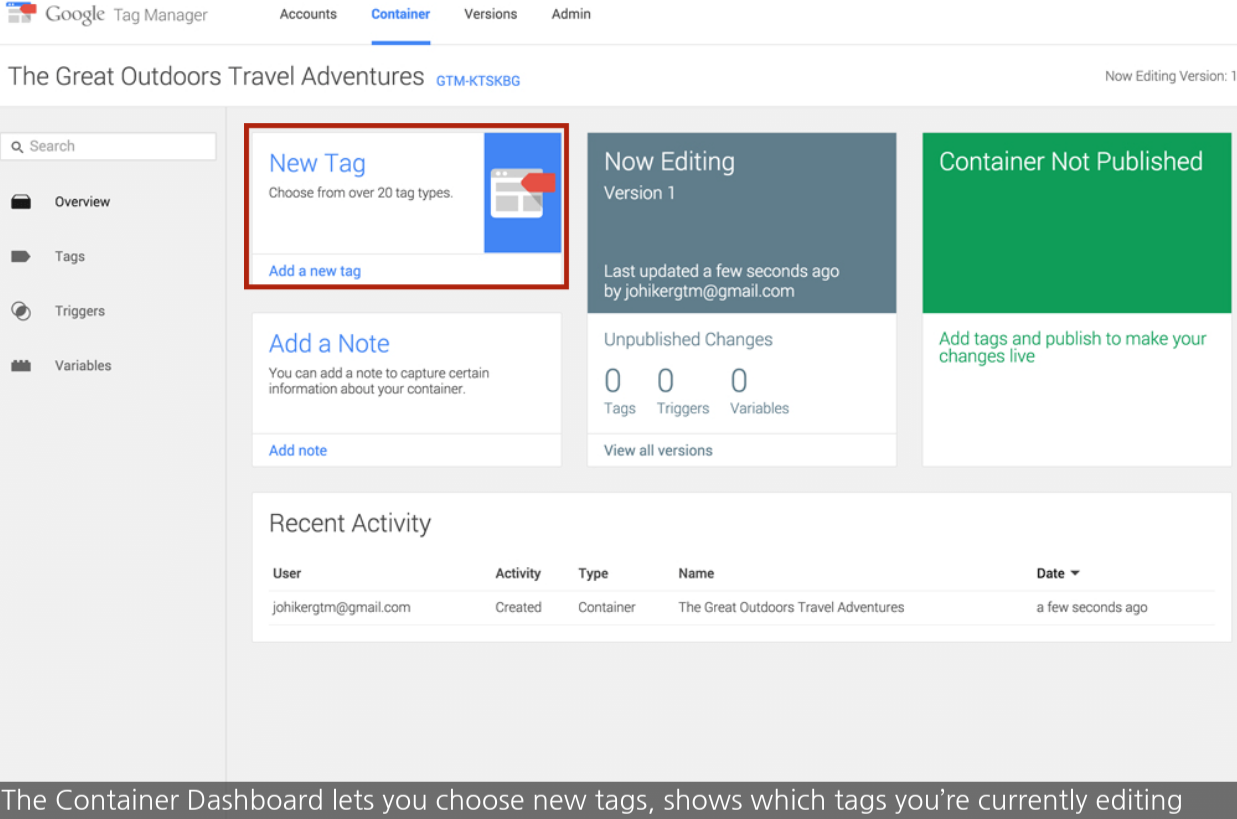 Google Tag Manager
Accounts
Container
Versions
Admin
The Great Outdoors Travel Adventures GTM-KTSKBG
Now Editing Version: 1
Search
Overview
Tags
Triggers
Variables
New Tag
Choose from over 20 tag types.
Add a new tag
Add a Note
You can add a note to capture certain
information about your container.
Add note
Now Editing
Version 1
Last updated a few seconds ago
by johikergtm@gmail.com
Unpublished Changes
0 0 0
Tags Triggers Variables
View all versions
Container Not Published
Add tags and publish to make your
changes live
Recent Activity
User Activity Type Name Date
johikergtm@gmail.com Created Container The Great Outdoors Travel Adventures a few seconds ago
The Container Dashboard lets you choose new tags, shows which tags you’re currently editing